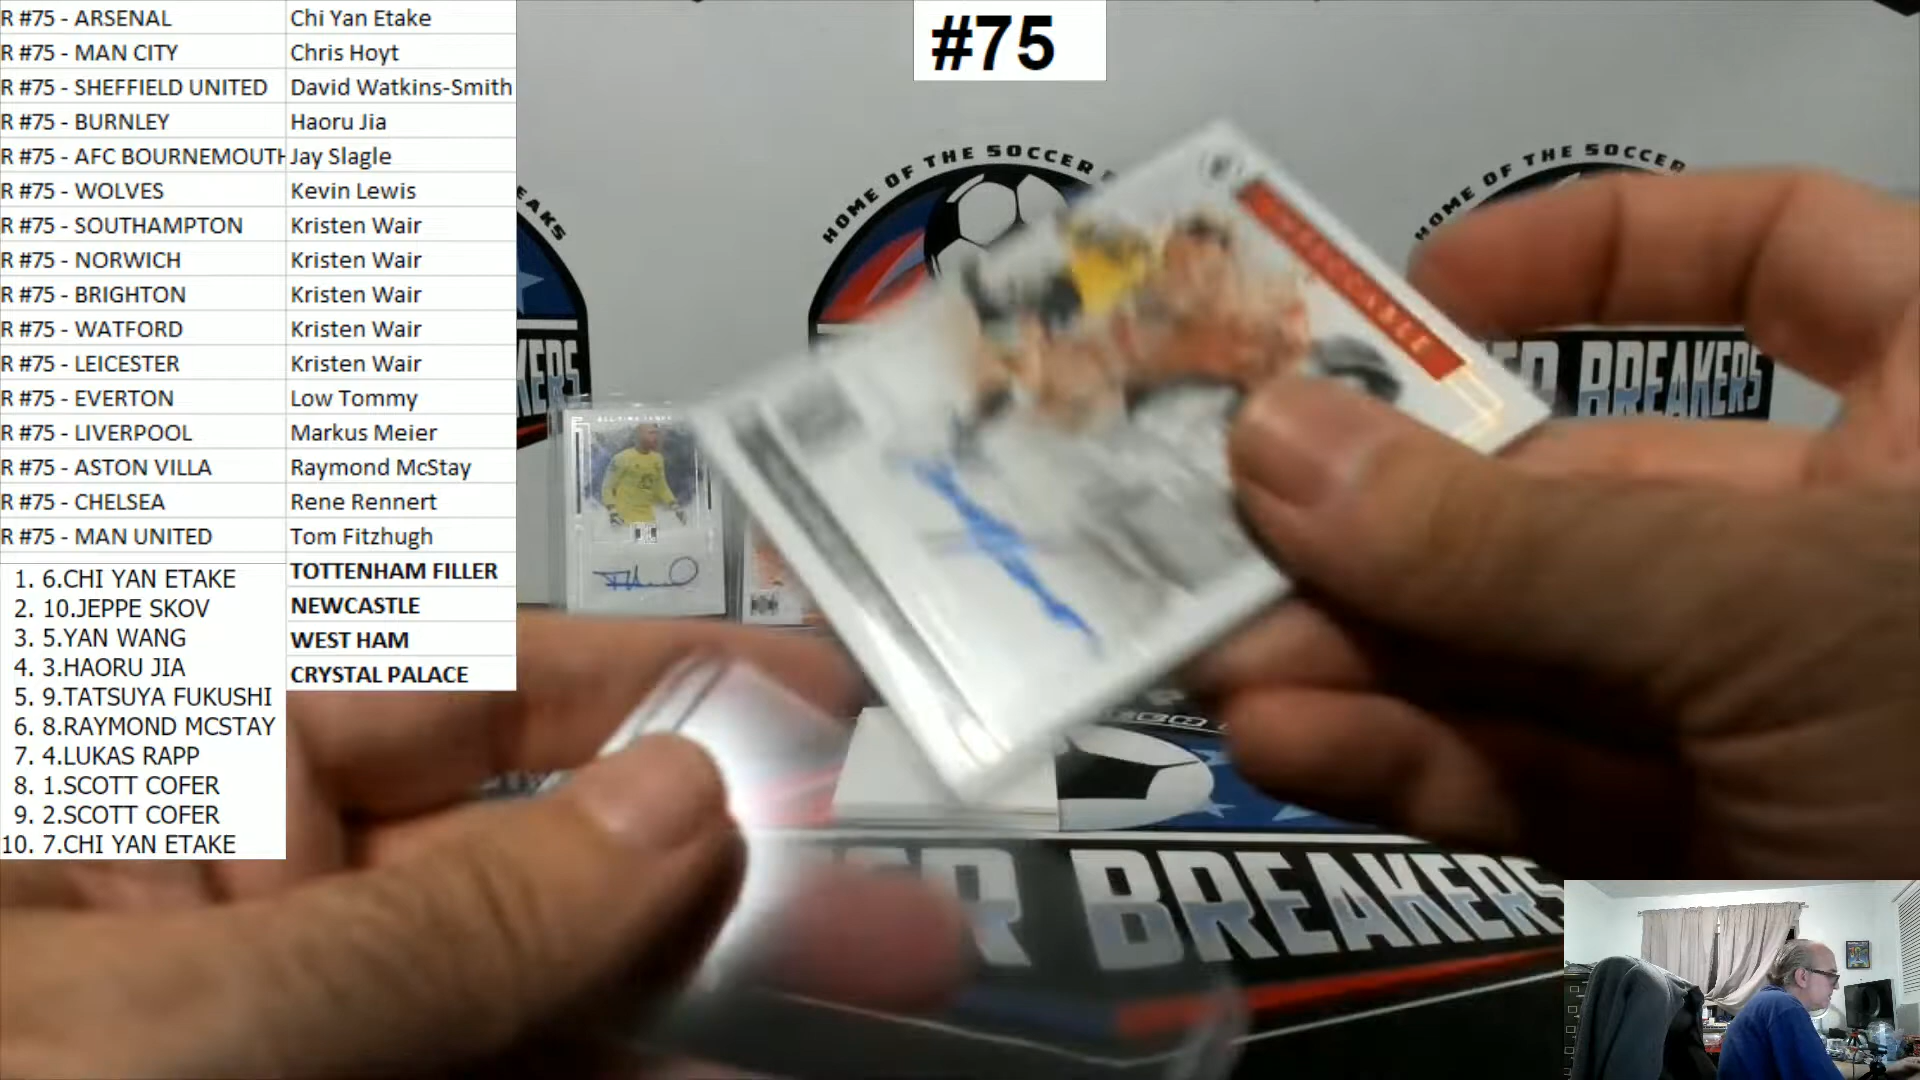 R #75 - ARSENAL Chi Yan Etake
R #75 - MAN CITY Chris Hoyt
R #75 - SHEFFIELD UNITED David Watkins-Smith
R #75 - BURNLEY Haoru Jia
R #75 - AFC BOURNEMOUTH Jay Slagle
R #75 - WOLVES Kevin Lewis
R #75 - SOUTHAMPTON Kristen Wair
R #75 - NORWICH Kristen Wair
R #75 - BRIGHTON Kristen Wair
R #75 - WATFORD Kristen Wair
R #75 - LEICESTER Kristen Wair
R #75 - EVERTON Low Tommy
R #75 - LIVERPOOL Markus Meier
R #75 - ASTON VILLA Raymond McStay
R #75 - CHELSEA Rene Rennert
R #75 - MAN UNITED Tom Fitzhugh
TOTTENHAM FILLER
NEWCASTLE
WEST HAM
CRYSTAL PALACE
1. 6.CHI YAN ETAKE
2. 10.JEPPE SKOV
3. 5.YAN WANG
4. 3.HAORU JIA
5. 9.TATSUYA FUKUSHI
6. 8.RAYMOND MCSTAY
7. 4.LUKAS RAPP
8. 1.SCOTT COFER
9. 2.SCOTT COFER
10. 7.CHI YAN ETAKE
#75
EAKS
KERS
HOME OF THE SOCCER
HOME OF THE SOCCER
BREAKERS
ER BREAKERS